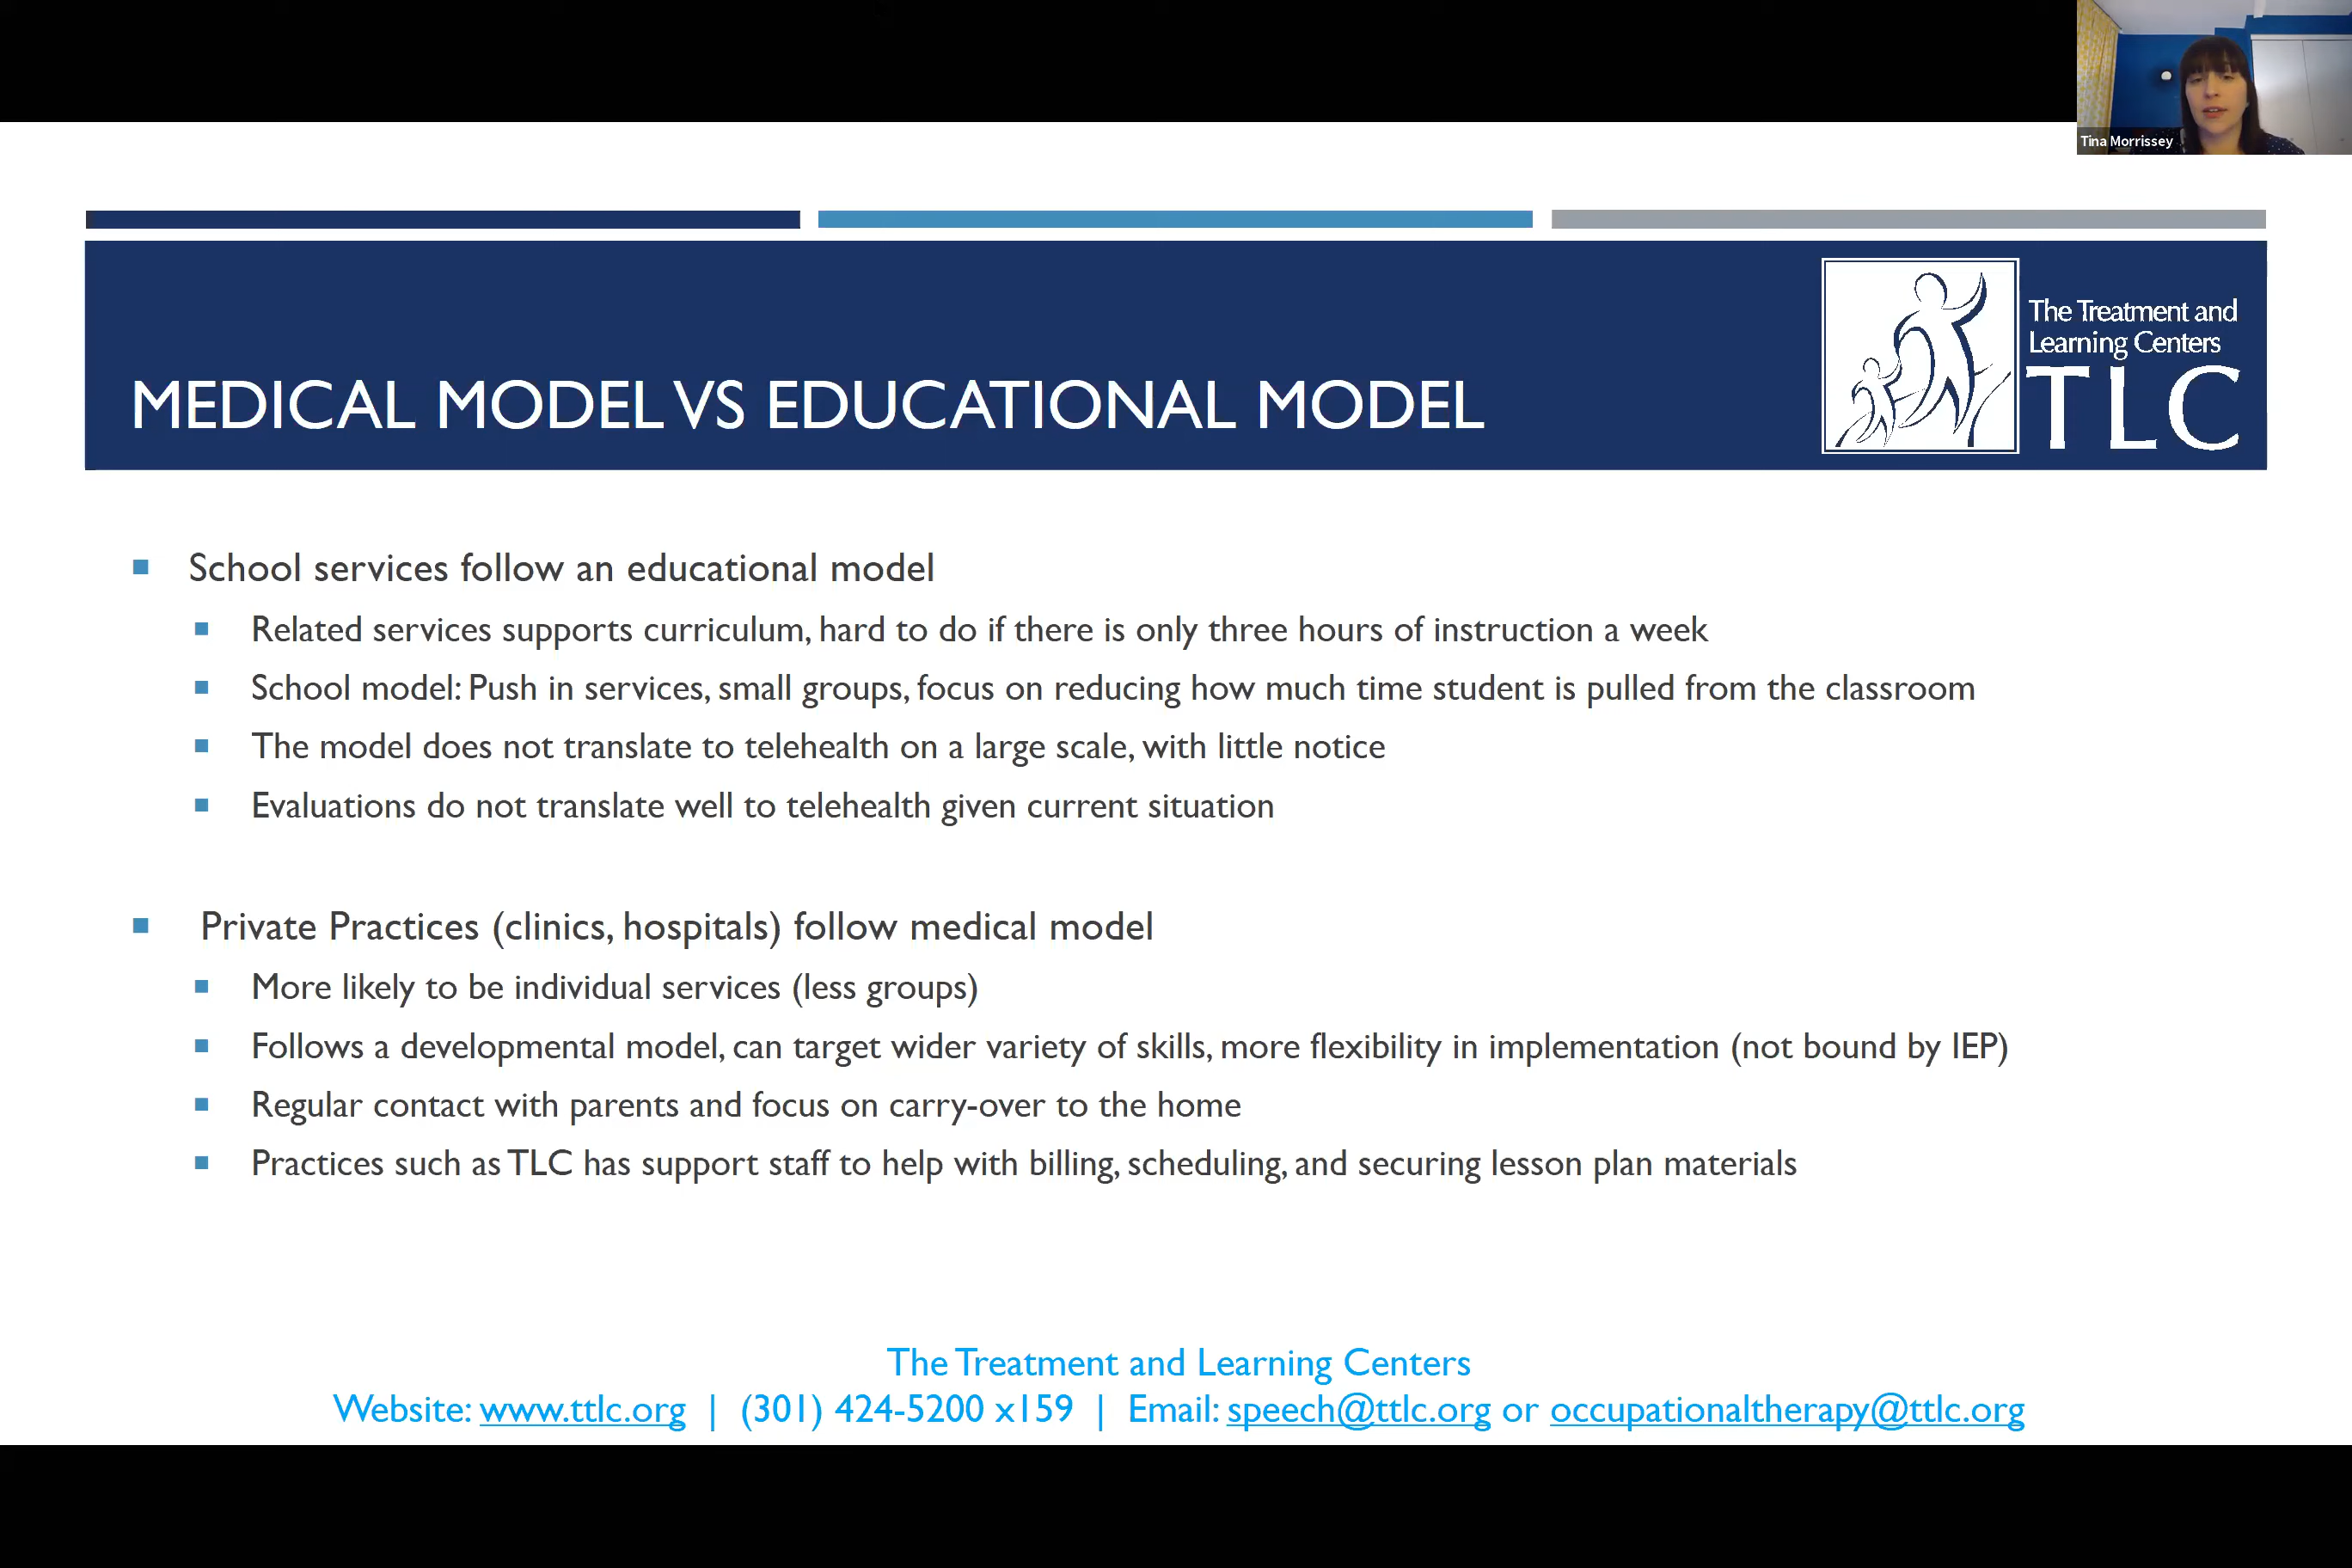 Tina Morrissey
The Treatment and
Learning Centers
TLC
MEDICAL MODEL VS EDUCATIONAL MODEL
School services follow an educational model
Related services supports curriculum, hard to do if there is only three hours of instruction a week
School model: Push in services, small groups, focus on reducing how much time student is pulled from the classroom
The model does not translate to telehealth on a large scale, with little notice
Evaluations do not translate well to telehealth given current situation
Private Practices (clinics, hospitals) follow medical model
More likely to be individual services (less groups)
Follows a developmental model, can target wider variety of skills, more flexibility in implementation (not bound by IEP)
Regular contact with parents and focus on carry-over to the home
Practices such as TLC has support staff to help with billing, scheduling, and securing lesson plan materials
The Treatment and Learning Centers
Website: www.ttlc.org | (301) 424-5200 x159 | Email: speech@ttlc.org or occupationaltherapy@ttlc.org